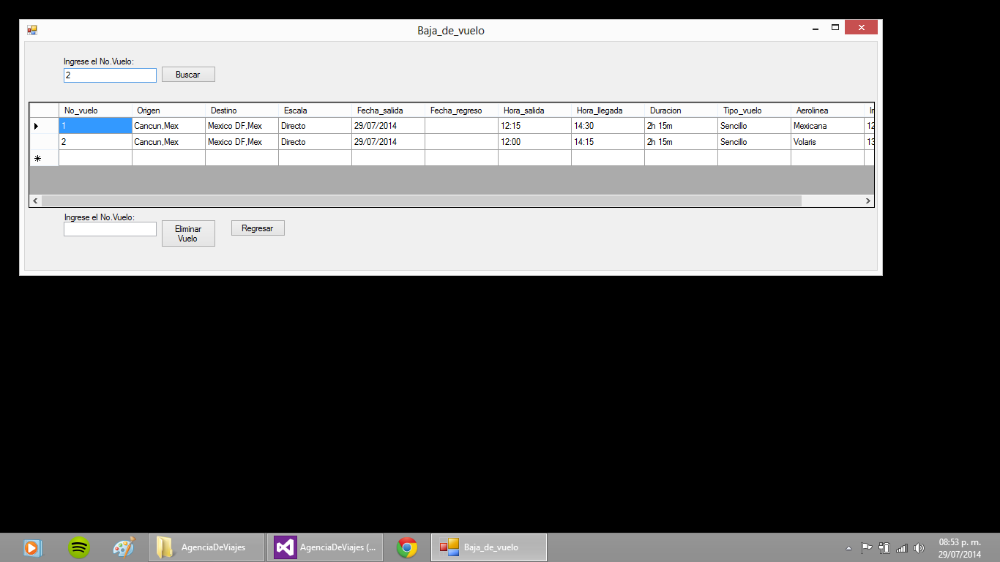 Baja_de_vuelo
Ingrese el No.Vuelo:
2 Buscar
No_vuelo Origen Destino Escala Fecha_salida Fecha_regreso Hora_salida Hora_llegada Duracion Tipo_vuelo Aerolinea
1 Cancun,Mex Mexico DF,Mex Directo 29/07/2014 12:15 14:30 2h 15m Sencillo Mexicana 12
2 Cancun,Mex Mexico DF,Mex Directo 29/07/2014 12:00 14:15 2h 15m Sencillo Volaris 13
Ingrese el No.Vuelo:
Eliminar Vuelo Regresar
AgenciaDeViajes AgenciaDeViajes (... Baja_de_vuelo 08:53 p. m.
29/07/2014